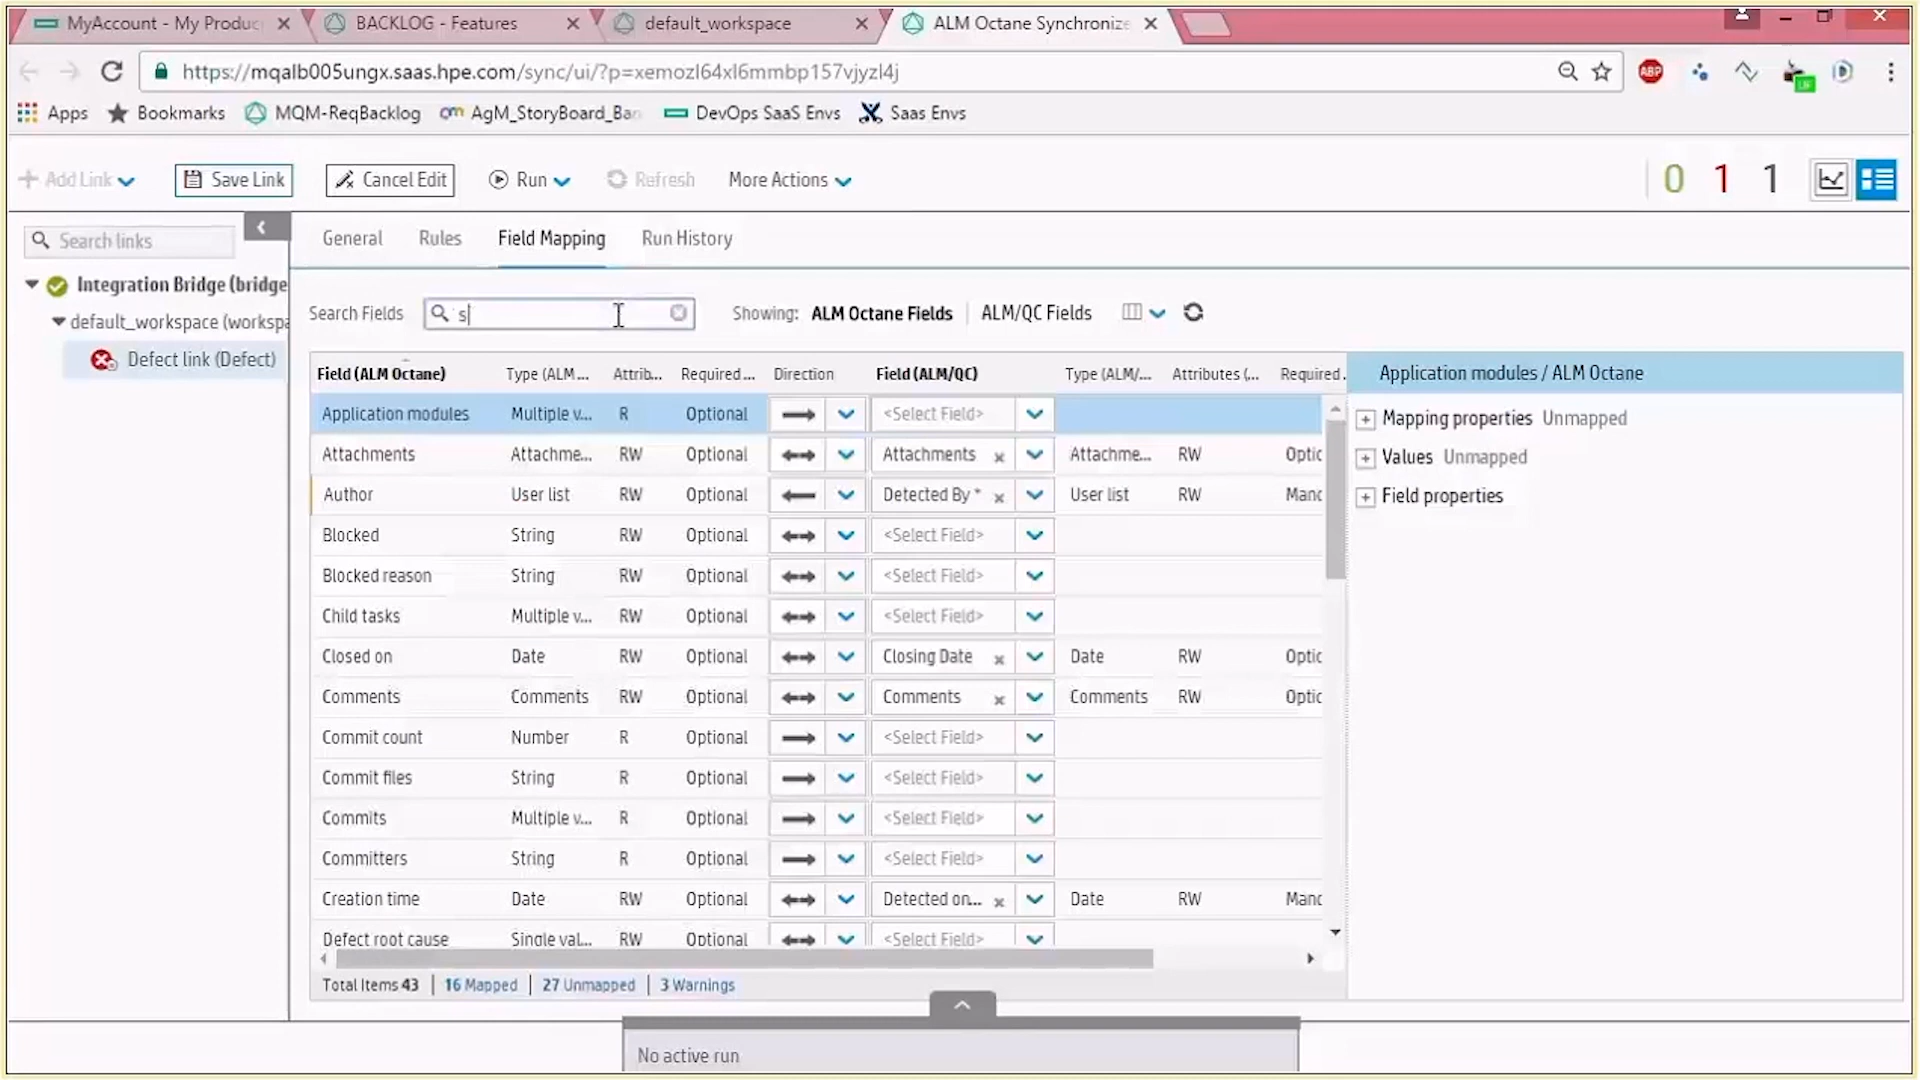 MyAccount - My Produc
BACKLOG - Features
default_workspace
ALM Octane Synchronize
https://mqalb005ungx.saas.hpe.com/sync/ui/?p=xemozl64xl6mmbp157vjyzl4j
ABP
Apps
Bookmarks
MQM-ReqBacklog
AgM_StoryBoard_Ba
DevOps SaaS Envs
Saas Envs
Add Link
Save Link
Cancel Edit
Run
Refresh
More Actions
0 1 1
Search links
General
Rules
Field Mapping
Run History
Integration Bridge (bridge
default_workspace (workspa
Defect link (Defect)
Search Fields
s
Showing: ALM Octane Fields | ALM/QC Fields
Field (ALM Octane) Type (ALM ... Attrib... Required ... Direction Field (ALM/QC) Type (ALM/... Attributes (... Required .
Application modules Multiple v... R Optional <Select Field>
Attachments Attachme... RW Optional Attachments × Attachme... RW Optic
Author User list RW Optional Detected By * × User list RW Manc
Blocked String RW Optional <Select Field>
Blocked reason String RW Optional <Select Field>
Child tasks Multiple v... RW Optional <Select Field>
Closed on Date RW Optional Closing Date × Date RW Optic
Comments Comments RW Optional Comments × Comments RW Optic
Commit count Number R Optional <Select Field>
Commit files String R Optional <Select Field>
Commits Multiple v... R Optional <Select Field>
Committers String R Optional <Select Field>
Creation time Date RW Optional Detected on... × Date RW Manc
Defect root cause Single val... RW Optional <Select Field>
Total Items 43 | 16 Mapped | 27 Unmapped | 3 Warnings
Application modules / ALM Octane
Mapping properties Unmapped
Values Unmapped
Field properties
No active run